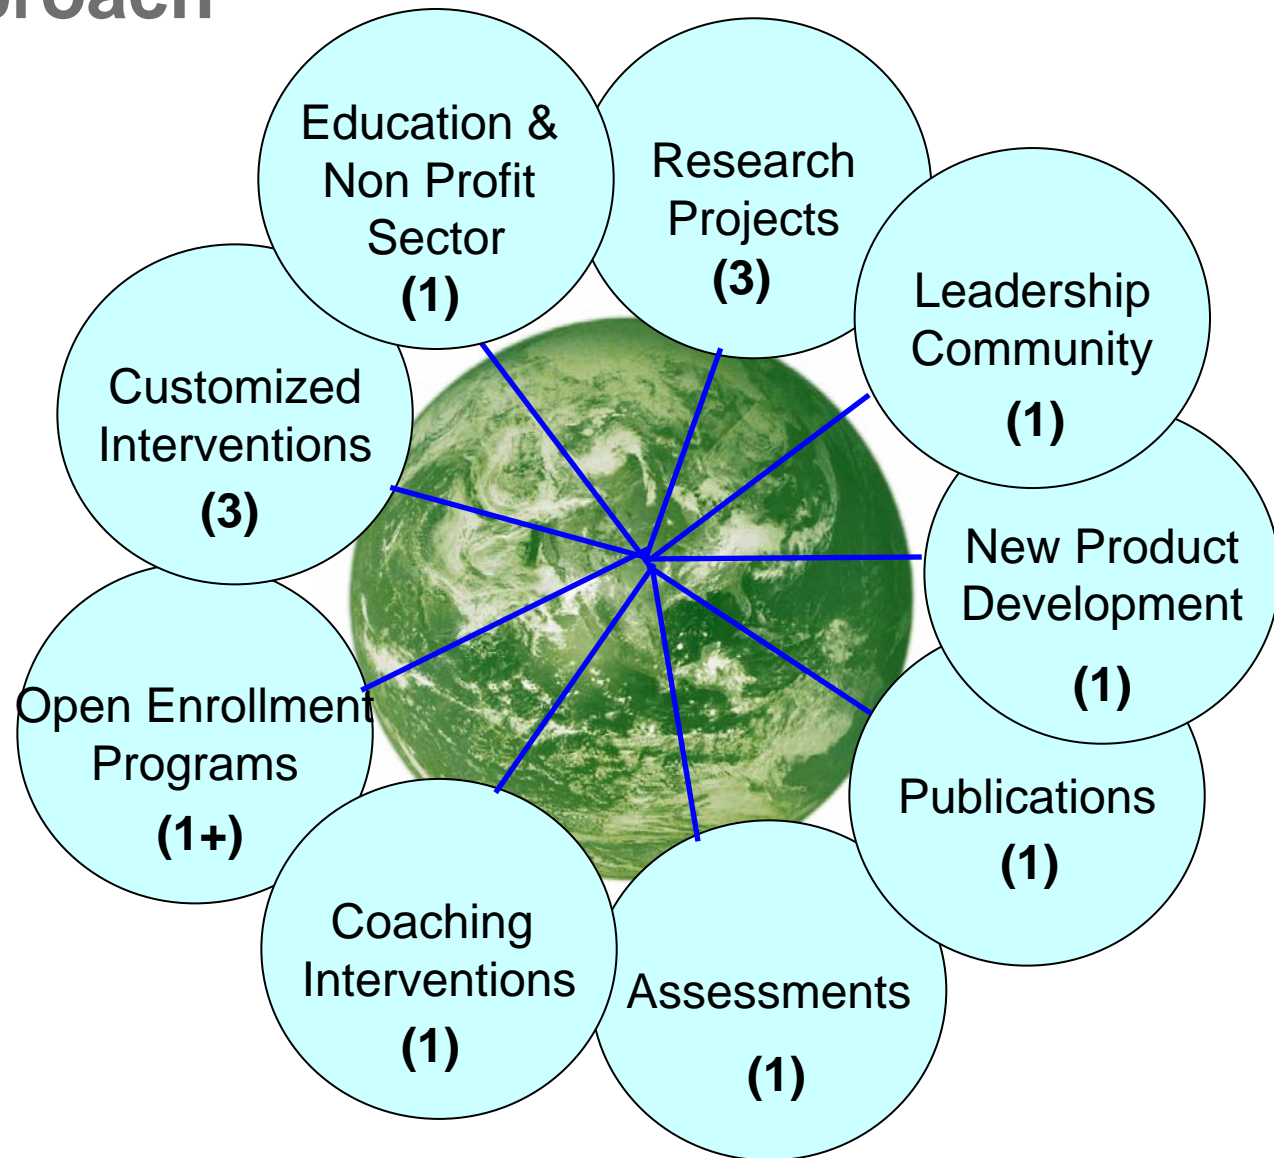 Education &
Non Profit
Sector
(1)
Research
Projects
(3)
Leadership
Community
(1)
New Product
Development
(1)
Publications
(1)
Assessments
(1)
Coaching
Interventions
(1)
Open Enrollment
Programs
(1+)
Customized
Interventions
(3)